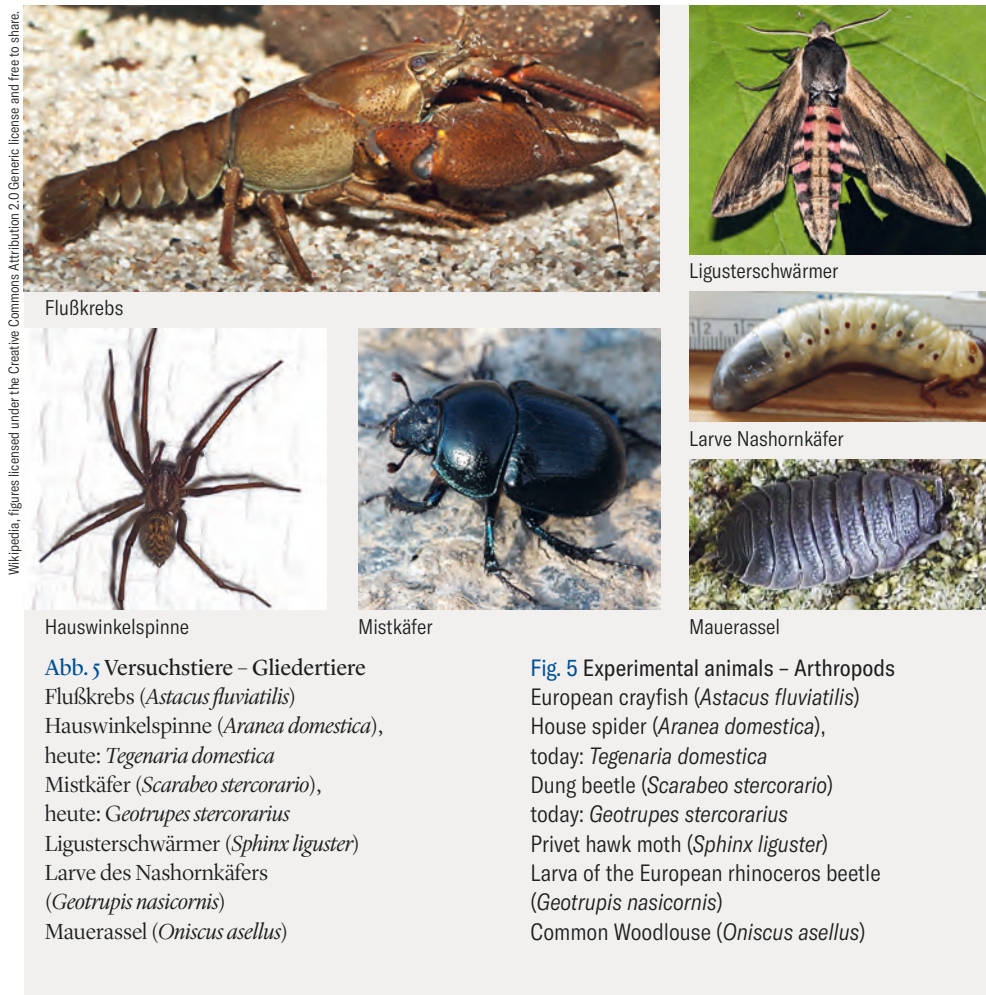 Wikipedia, figures licensed under the Creative Commons Attribution 2.0 Generic license and free to share.
Flußkrebs
Ligusterschwärmer
Larve Nashornkäfer
Hauswinkelspinne
Mistkäfer
Mauerassel
Abb. 5 Versuchstiere – Gliedertiere
Flußkrebs (Astacus fluviatilis)
Hauswinkelspinne (Aranea domestica),
heute: Tegenaria domestica
Mistkäfer (Scarabeo stercorario),
heute: Geotrupes stercorarius
Ligusterschwärmer (Sphinx liguster)
Larve des Nashornkäfers
(Geotrupis nasicornis)
Mauerassel (Oniscus asellus)
Fig. 5 Experimental animals – Arthropods
European crayfish (Astacus fluviatilis)
House spider (Aranea domestica),
today: Tegenaria domestica
Dung beetle (Scarabeo stercorario)
today: Geotrupes stercorarius
Privet hawk moth (Sphinx liguster)
Larva of the European rhinoceros beetle
(Geotrupis nasicornis)
Common Woodlouse (Oniscus asellus)